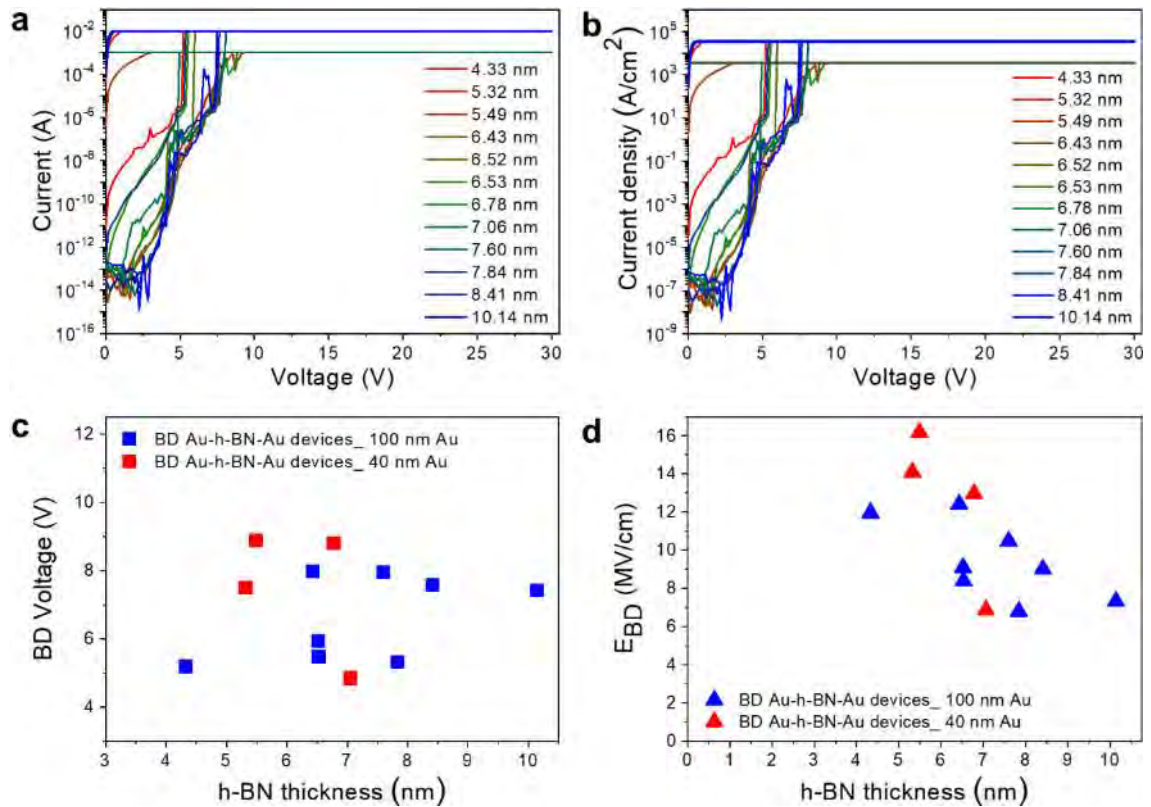 a
10⁻²
10⁻⁴
10⁻⁶
10⁻⁸
10⁻¹⁰
10⁻¹²
10⁻¹⁴
10⁻¹⁶
Current (A)
4.33 nm
5.32 nm
5.49 nm
6.43 nm
6.52 nm
6.53 nm
6.78 nm
7.06 nm
7.60 nm
7.84 nm
8.41 nm
10.14 nm
0 5 10 15 20 25 30
Voltage (V)
b
10⁵
10³
10¹
10⁻¹
10⁻³
10⁻⁵
10⁻⁷
10⁻⁹
Current density (A/cm²)
4.33 nm
5.32 nm
5.49 nm
6.43 nm
6.52 nm
6.53 nm
6.78 nm
7.06 nm
7.60 nm
7.84 nm
8.41 nm
10.14 nm
0 5 10 15 20 25 30
Voltage (V)
c
BD Au-h-BN-Au devices_ 100 nm Au
BD Au-h-BN-Au devices_ 40 nm Au
12
10
8
6
4
BD Voltage (V)
3 4 5 6 7 8 9 10
h-BN thickness (nm)
d
16
14
12
10
8
6
4
2
0
E_BD (MV/cm)
BD Au-h-BN-Au devices_ 100 nm Au
BD Au-h-BN-Au devices_ 40 nm Au
0 1 2 3 4 5 6 7 8 9 10
h-BN thickness (nm)